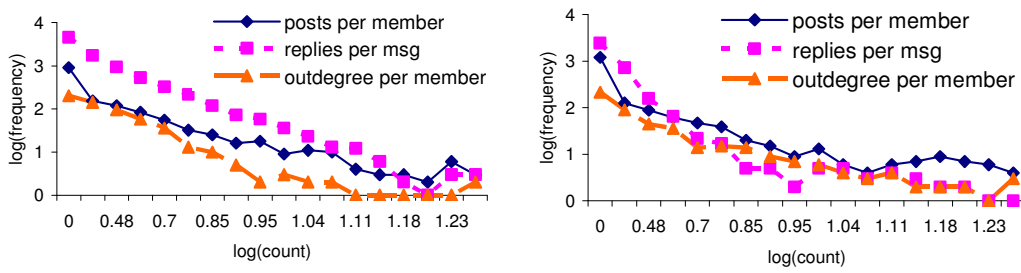 posts per member
replies per msg
outdegree per member
log(frequency)
4
3
2
1
0
0 0.48 0.7 0.85 0.95 1.04 1.11 1.18 1.23
log(count)
posts per member
replies per msg
outdegree per member
log(frequency)
4
3
2
1
0
0 0.48 0.7 0.85 0.95 1.04 1.11 1.18 1.23
log(count)